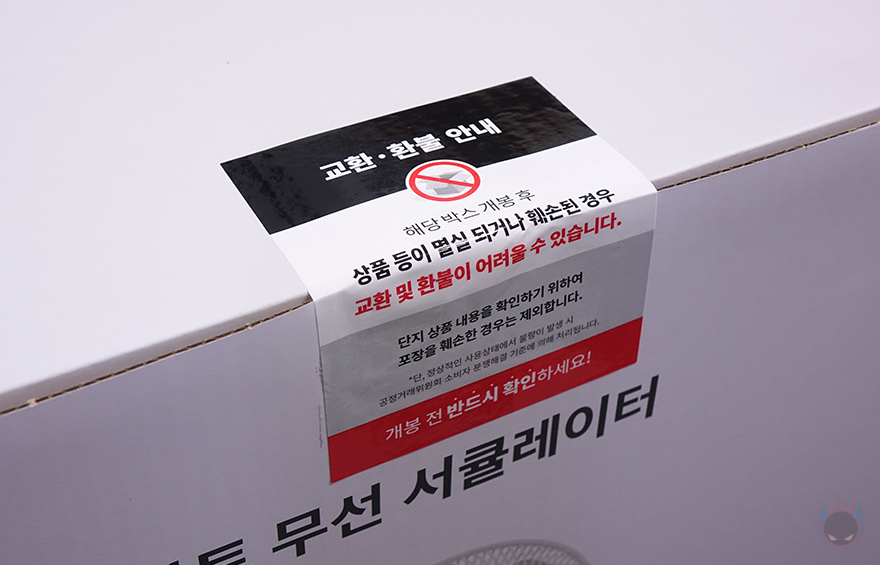 교환·환불 안내
해당 박스 개봉 후
상품 등이 멸실 되거나 훼손된 경우
교환 및 환불이 어려울 수 있습니다.
단지 상품 내용을 확인하기 위하여
포장을 훼손한 경우는 제외합니다.
*단, 정상적인 사용상태에서 불량이 발생 시
공정거래위원회 소비자 분쟁해결 기준에 의해 처리됩니다.
개봉 전 반드시 확인하세요!
무선 서큘레이터